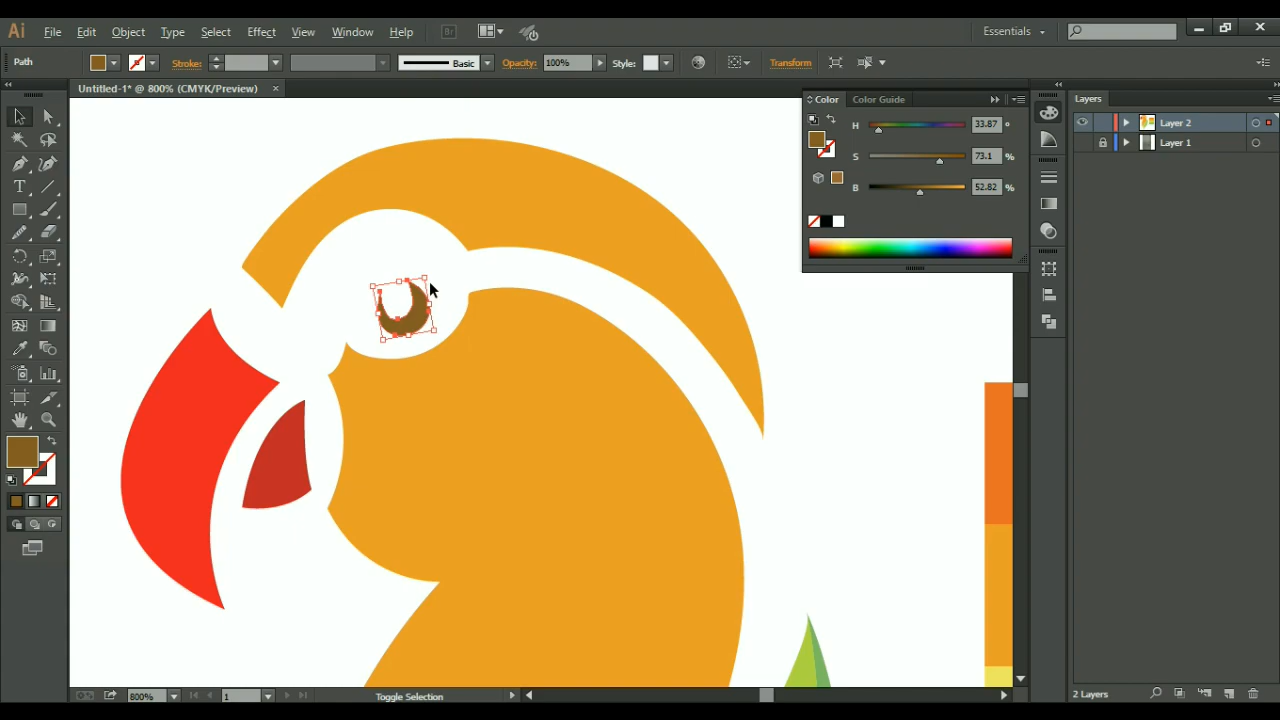 Ai File Edit Object Type Select Effect View Window Help Br Essentials
Path Stroke: Basic Opacity: 100% Style: Transform
Untitled-1* @ 800% (CMYK/Preview) ×
Color Color Guide
H 33.87 °
S 73.1 %
B 52.82 %
Layers
Layer 2
Layer 1
800% 1 Toggle Selection
2 Layers